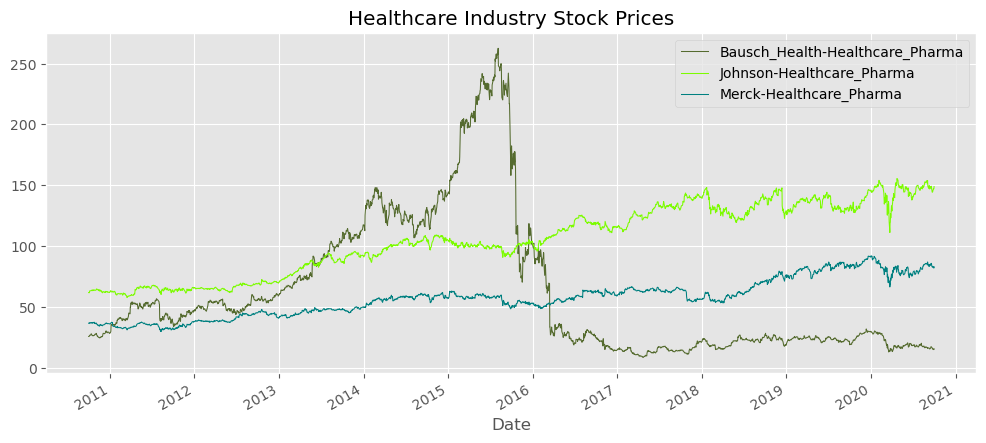 Healthcare Industry Stock Prices
Bausch_Health-Healthcare_Pharma
Johnson-Healthcare_Pharma
Merck-Healthcare_Pharma
250
200
150
100
50
0
2011 2012 2013 2014 2015 2016 2017 2018 2019 2020 2021
Date